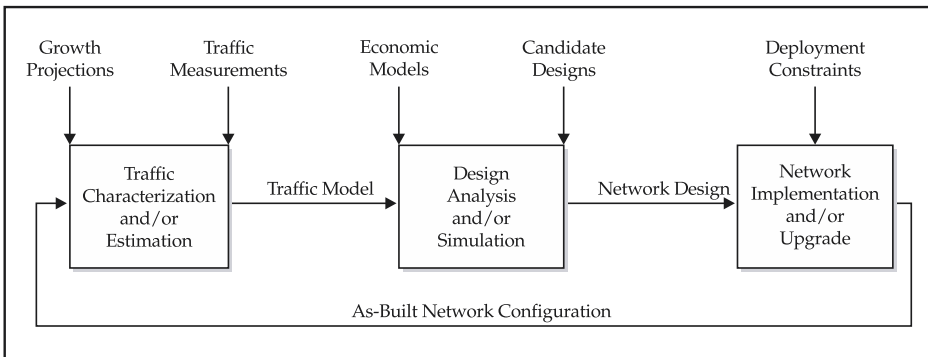 Growth
Projections
Traffic
Measurements
Economic
Models
Candidate
Designs
Deployment
Constraints
Traffic
Characterization
and/or
Estimation
Traffic Model
Design
Analysis
and/or
Simulation
Network Design
Network
Implementation
and/or
Upgrade
As-Built Network Configuration